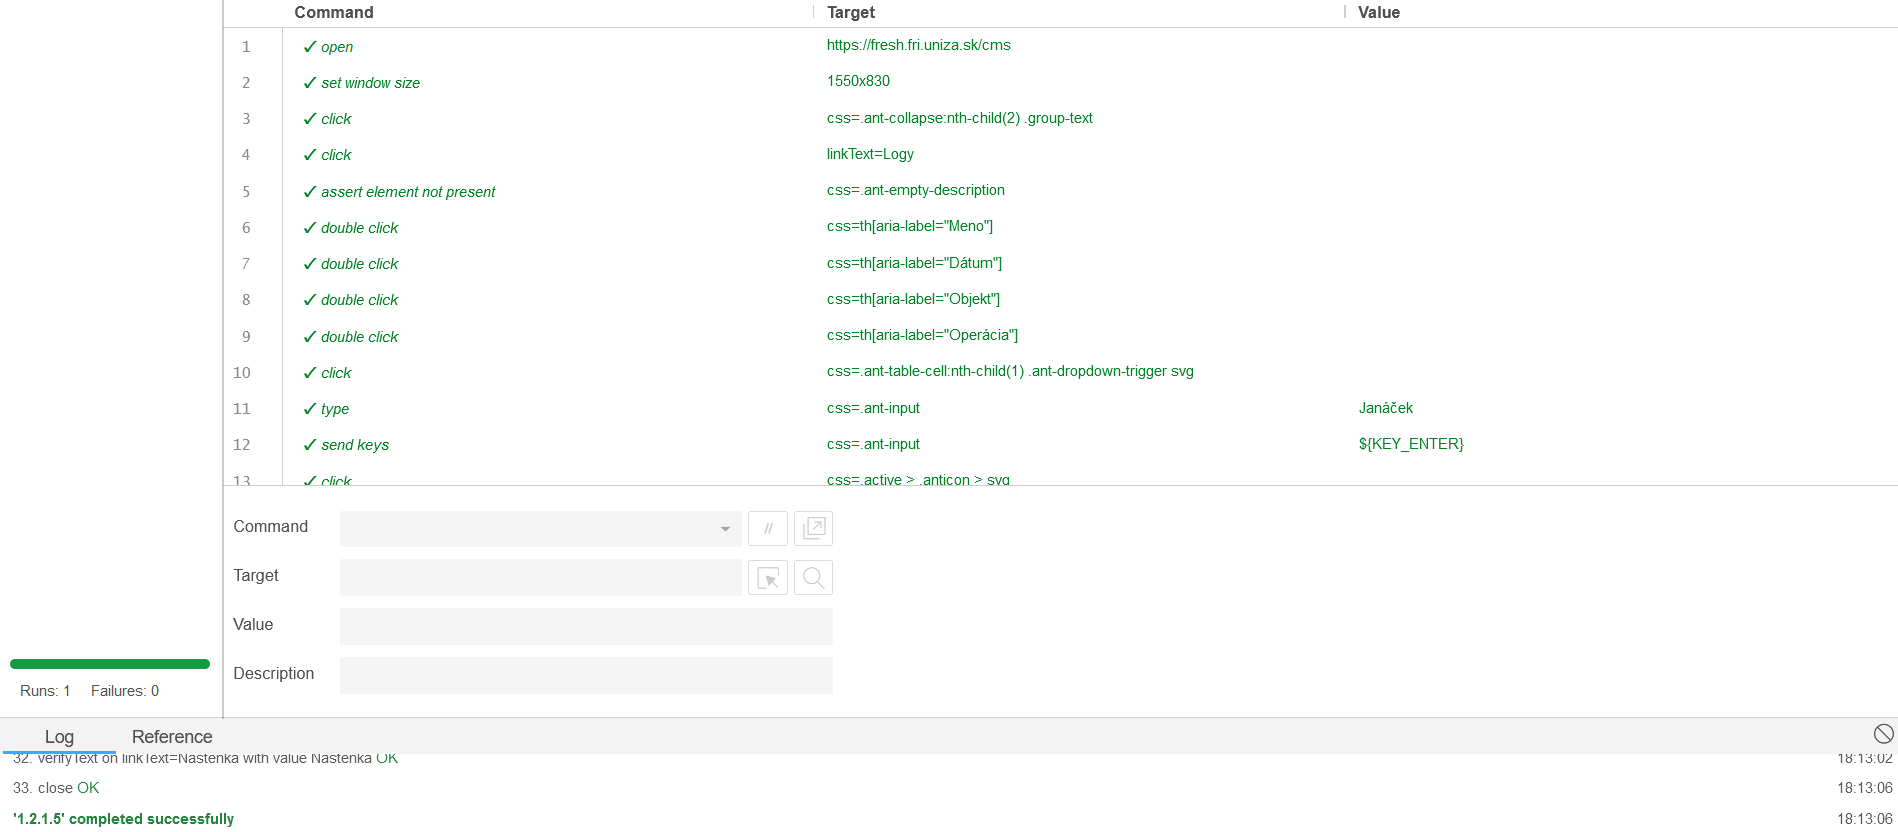 Command Target Value
1 ✓ open https://fresh.fri.uniza.sk/cms
2 ✓ set window size 1550x830
3 ✓ click css=.ant-collapse:nth-child(2) .group-text
4 ✓ click linkText=Logy
5 ✓ assert element not present css=.ant-empty-description
6 ✓ double click css=th[aria-label="Meno"]
7 ✓ double click css=th[aria-label="Dátum"]
8 ✓ double click css=th[aria-label="Objekt"]
9 ✓ double click css=th[aria-label="Operácia"]
10 ✓ click css=.ant-table-cell:nth-child(1) .ant-dropdown-trigger svg
11 ✓ type css=.ant-input Janáček
12 ✓ send keys css=.ant-input ${KEY_ENTER}
13 ✓ click css=.active > .anticon > svg
Command //
Target
Value
Description
Runs: 1 Failures: 0
Log Reference
32. verifyText on linkText=Nástenka with value Nástenka OK 18:13:02
33. close OK 18:13:06
'1.2.1.5' completed successfully 18:13:06